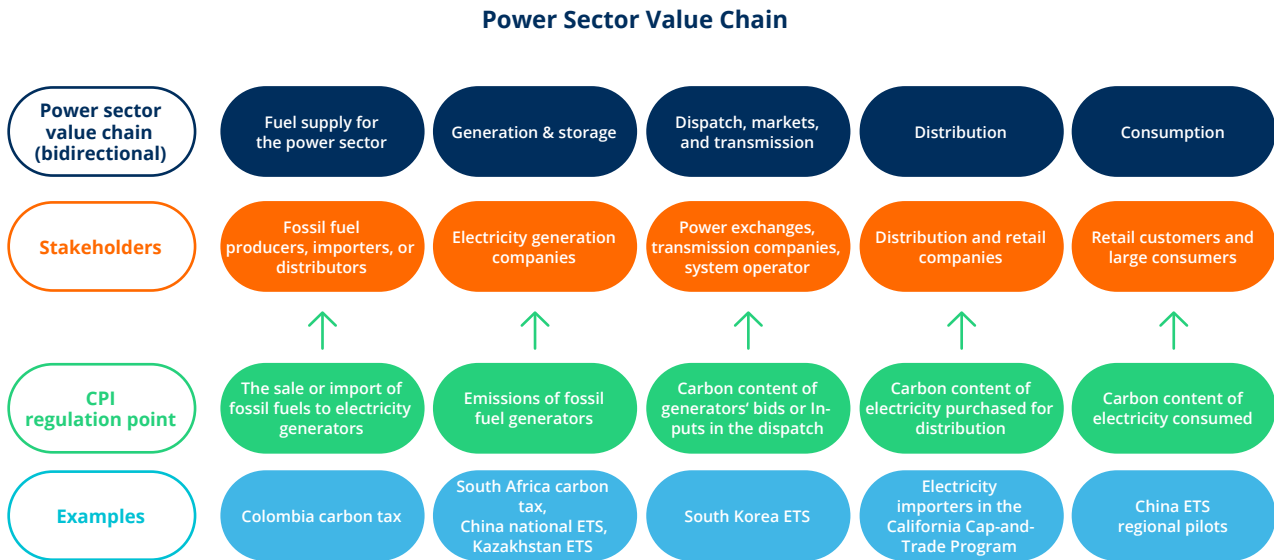 Power Sector Value Chain
Power sector
value chain
(bidirectional)
Fuel supply for
the power sector
Generation & storage
Dispatch, markets,
and transmission
Distribution
Consumption
Stakeholders
Fossil fuel
producers, importers, or
distributors
Electricity generation
companies
Power exchanges,
transmission companies,
system operator
Distribution and retail
companies
Retail customers and
large consumers
CPI
regulation point
The sale or import of
fossil fuels to electricity
generators
Emissions of fossil
fuel generators
Carbon content of
generators’ bids or In-
puts in the dispatch
Carbon content of
electricity purchased for
distribution
Carbon content of
electricity consumed
Examples
Colombia carbon tax
South Africa carbon
tax,
China national ETS,
Kazakhstan ETS
South Korea ETS
Electricity
importers in the
California Cap-and-
Trade Program
China ETS
regional pilots